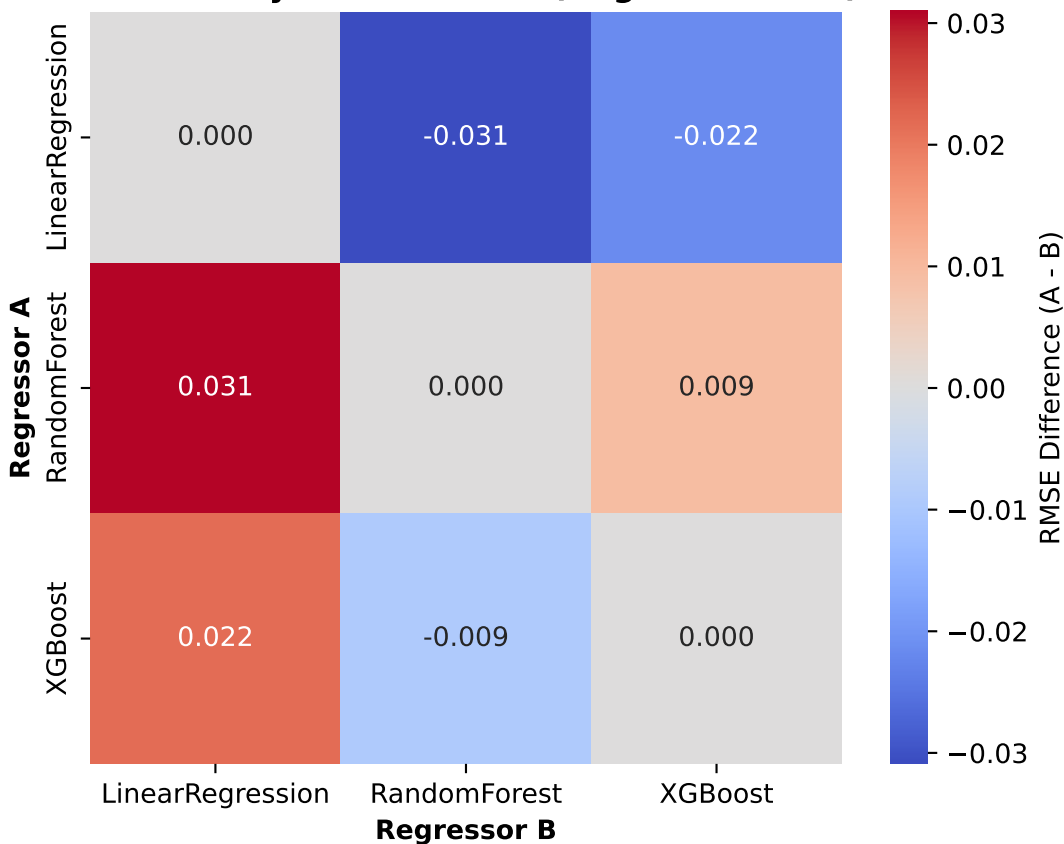 LinearRegression
RandomForest
XGBoost
Regressor A
0.000 -0.031 -0.022
0.031 0.000 0.009
0.022 -0.009 0.000
LinearRegression RandomForest XGBoost
Regressor B
0.03
0.02
0.01
0.00
−0.01
−0.02
−0.03
RMSE Difference (A - B)